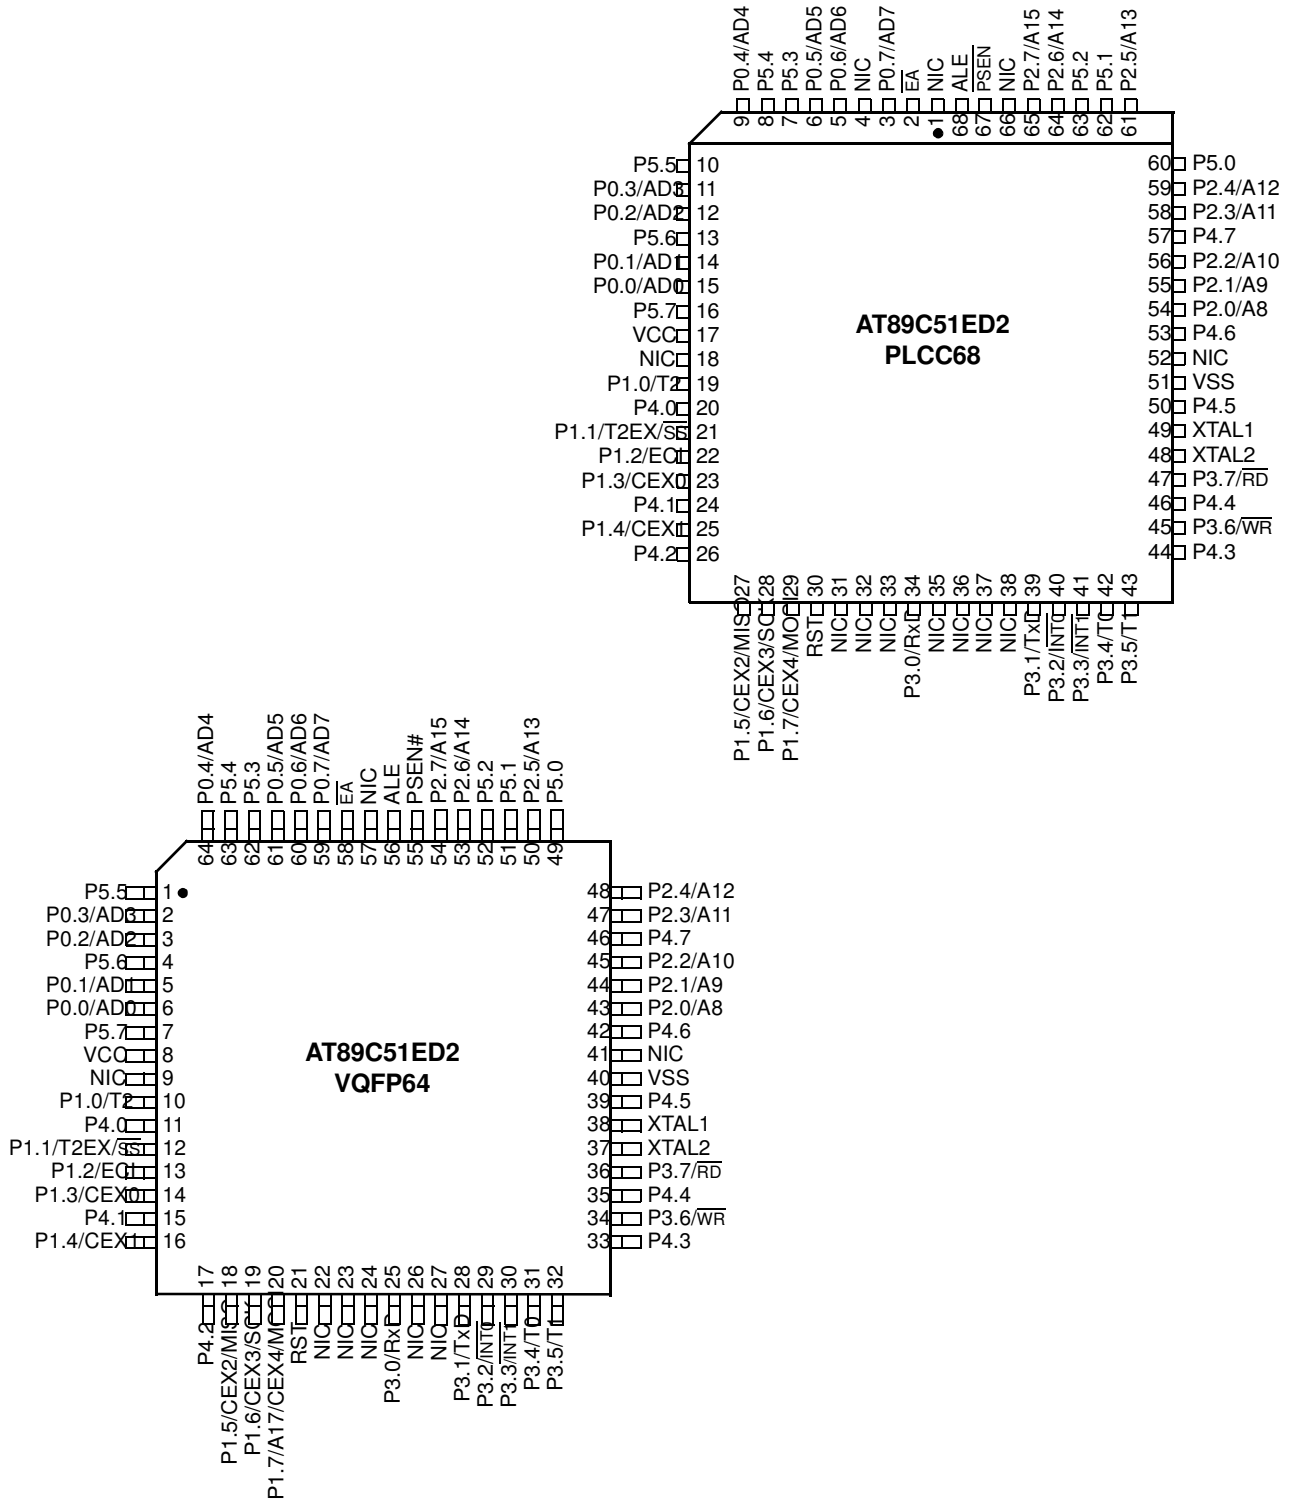 P0.4/AD4
P5.4
P5.3
P0.5/AD5
P0.6/AD6
NIC
P0.7/AD7
EA
NIC
ALE
PSEN
NIC
P2.7/A15
P2.6/A14
P5.2
P5.1
P2.5/A13
9 8 7 6 5 4 3 2 1 68 67 66 65 64 63 62 61
P5.5 10
P0.3/AD3 11
P0.2/AD2 12
P5.6 13
P0.1/AD1 14
P0.0/AD0 15
P5.7 16
VCC 17
NIC 18
P1.0/T2 19
P4.0 20
P1.1/T2EX/SS 21
P1.2/ECI 22
P1.3/CEX0 23
P4.1 24
P1.4/CEX1 25
P4.2 26
AT89C51ED2
PLCC68
60 P5.0
59 P2.4/A12
58 P2.3/A11
57 P4.7
56 P2.2/A10
55 P2.1/A9
54 P2.0/A8
53 P4.6
52 NIC
51 VSS
50 P4.5
49 XTAL1
48 XTAL2
47 P3.7/RD
46 P4.4
45 P3.6/WR
44 P4.3
27 28 29 30 31 32 33 34 35 36 37 38 39 40 41 42 43
P1.5/CEX2/MISO
P1.6/CEX3/SCK
P1.7/CEX4/MOSI
RST
NIC
NIC
NIC
P3.0/RxD
NIC
NIC
NIC
NIC
P3.1/TxD
P3.2/INT0
P3.3/INT1
P3.4/T0
P3.5/T1
P0.4/AD4
P5.4
P5.3
P0.5/AD5
P0.6/AD6
P0.7/AD7
EA
NIC
ALE
PSEN#
P2.7/A15
P2.6/A14
P5.2
P5.1
P2.5/A13
P5.0
64 63 62 61 60 59 58 57 56 55 54 53 52 51 50 49
P5.5 1
P0.3/AD3 2
P0.2/AD2 3
P5.6 4
P0.1/AD1 5
P0.0/AD0 6
P5.7 7
VCC 8
NIC 9
P1.0/T2 10
P4.0 11
P1.1/T2EX/SS 12
P1.2/ECI 13
P1.3/CEX0 14
P4.1 15
P1.4/CEX1 16
AT89C51ED2
VQFP64
48 P2.4/A12
47 P2.3/A11
46 P4.7
45 P2.2/A10
44 P2.1/A9
43 P2.0/A8
42 P4.6
41 NIC
40 VSS
39 P4.5
38 XTAL1
37 XTAL2
36 P3.7/RD
35 P4.4
34 P3.6/WR
33 P4.3
17 18 19 20 21 22 23 24 25 26 27 28 29 30 31 32
P4.2
P1.5/CEX2/MISO
P1.6/CEX3/SCK
P1.7/A17/CEX4/MOSI
RST
NIC
NIC
NIC
P3.0/RxD
NIC
NIC
P3.1/TxD
P3.2/INT0
P3.3/INT1
P3.4/T0
P3.5/T1